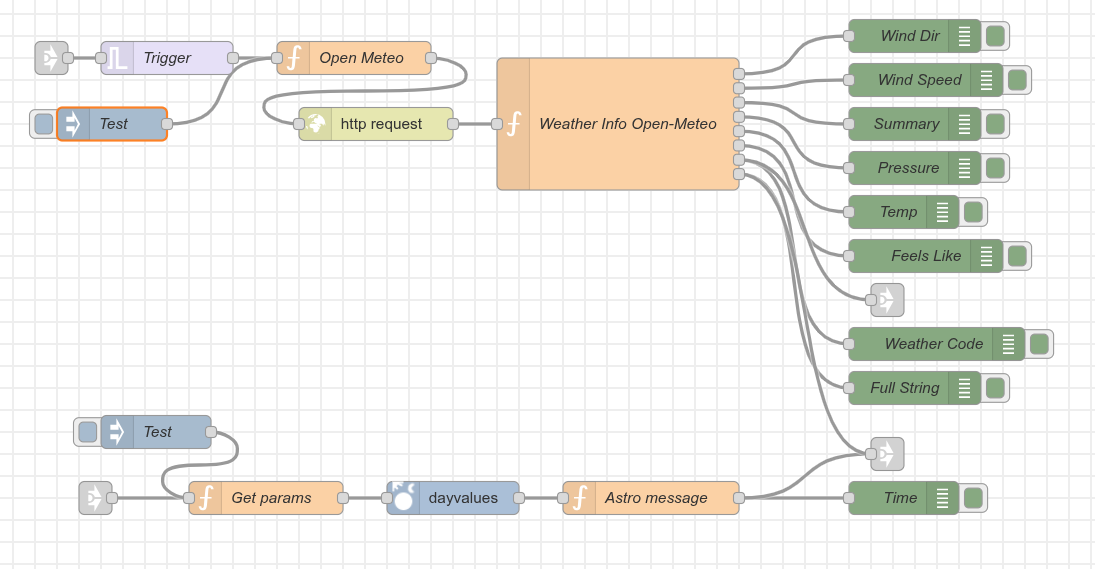 Wind Dir
Trigger
Open Meteo
Wind Speed
Test
http request
Weather Info Open-Meteo
Summary
Pressure
Temp
Feels Like
Weather Code
Full String
Test
Get params
dayvalues
Astro message
Time